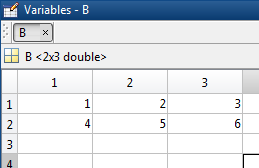 Variables - B
B
B <2x3 double>
1 2 3
1 1 2 3
2 4 5 6
3
4